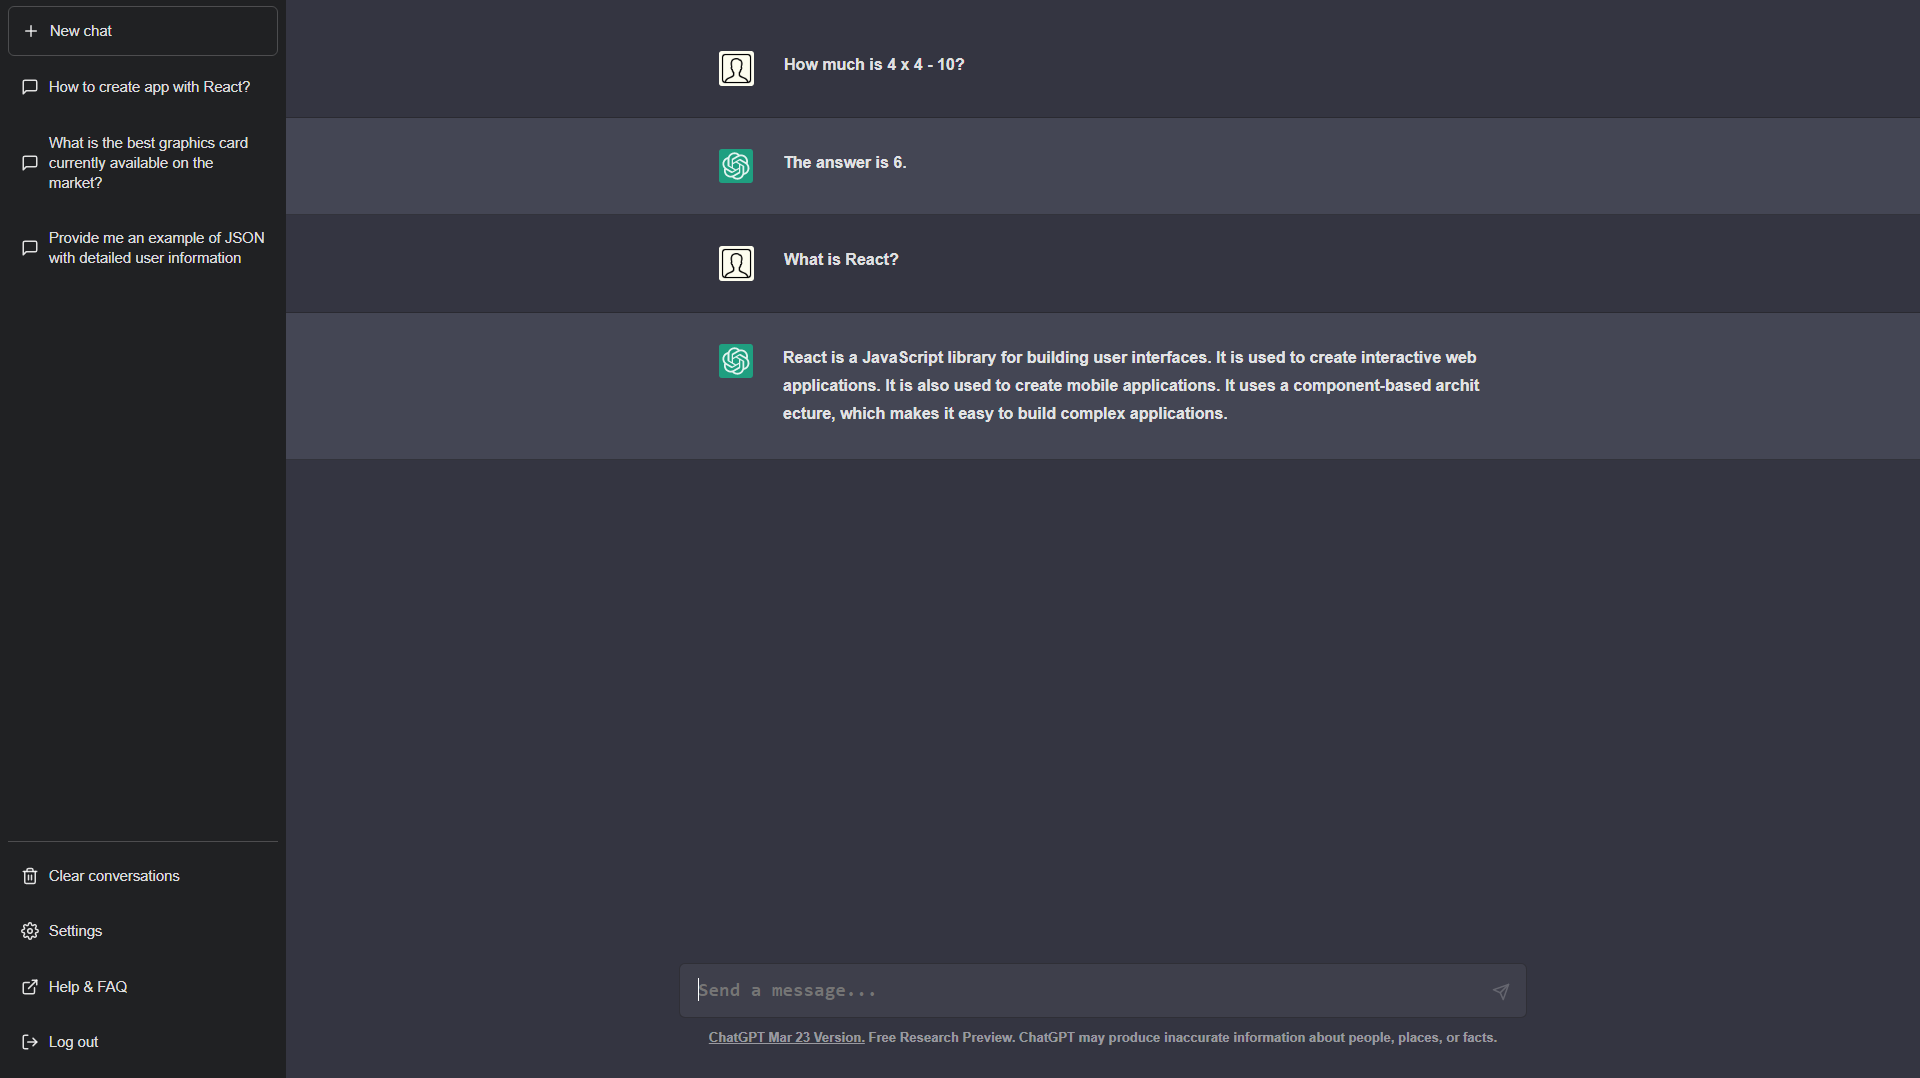 New chat
How to create app with React?
What is the best graphics card
currently available on the
market?
Provide me an example of JSON
with detailed user information
Clear conversations
Settings
Help & FAQ
Log out
How much is 4 x 4 - 10?
The answer is 6.
What is React?
React is a JavaScript library for building user interfaces. It is used to create interactive web
applications. It is also used to create mobile applications. It uses a component-based archit
ecture, which makes it easy to build complex applications.
Send a message...
ChatGPT Mar 23 Version. Free Research Preview. ChatGPT may produce inaccurate information about people, places, or facts.